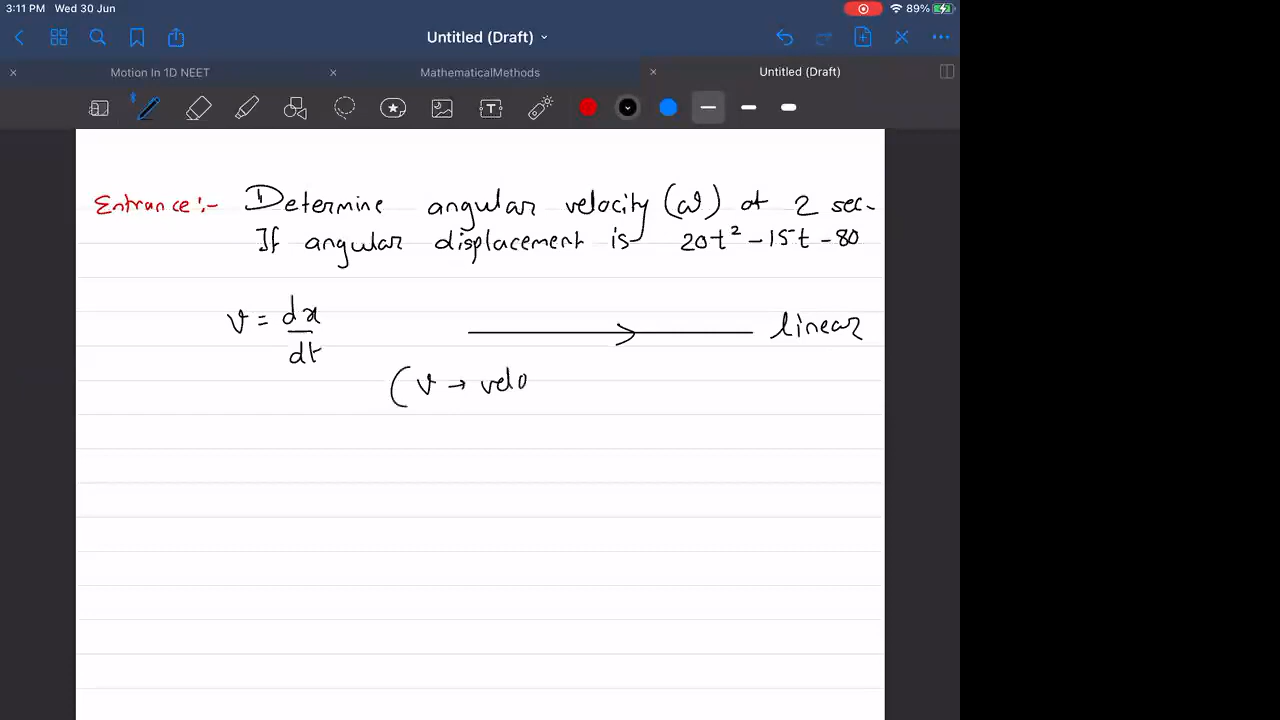 3:11 PM Wed 30 Jun
89%
Untitled (Draft)
Motion In 1D NEET
MathematicalMethods
Untitled (Draft)
T
Entrance:- Determine angular velocity (ω) at 2 sec.
If angular displacement is 20t² - 15t - 80
v = dx/dt
linear
(v → velo